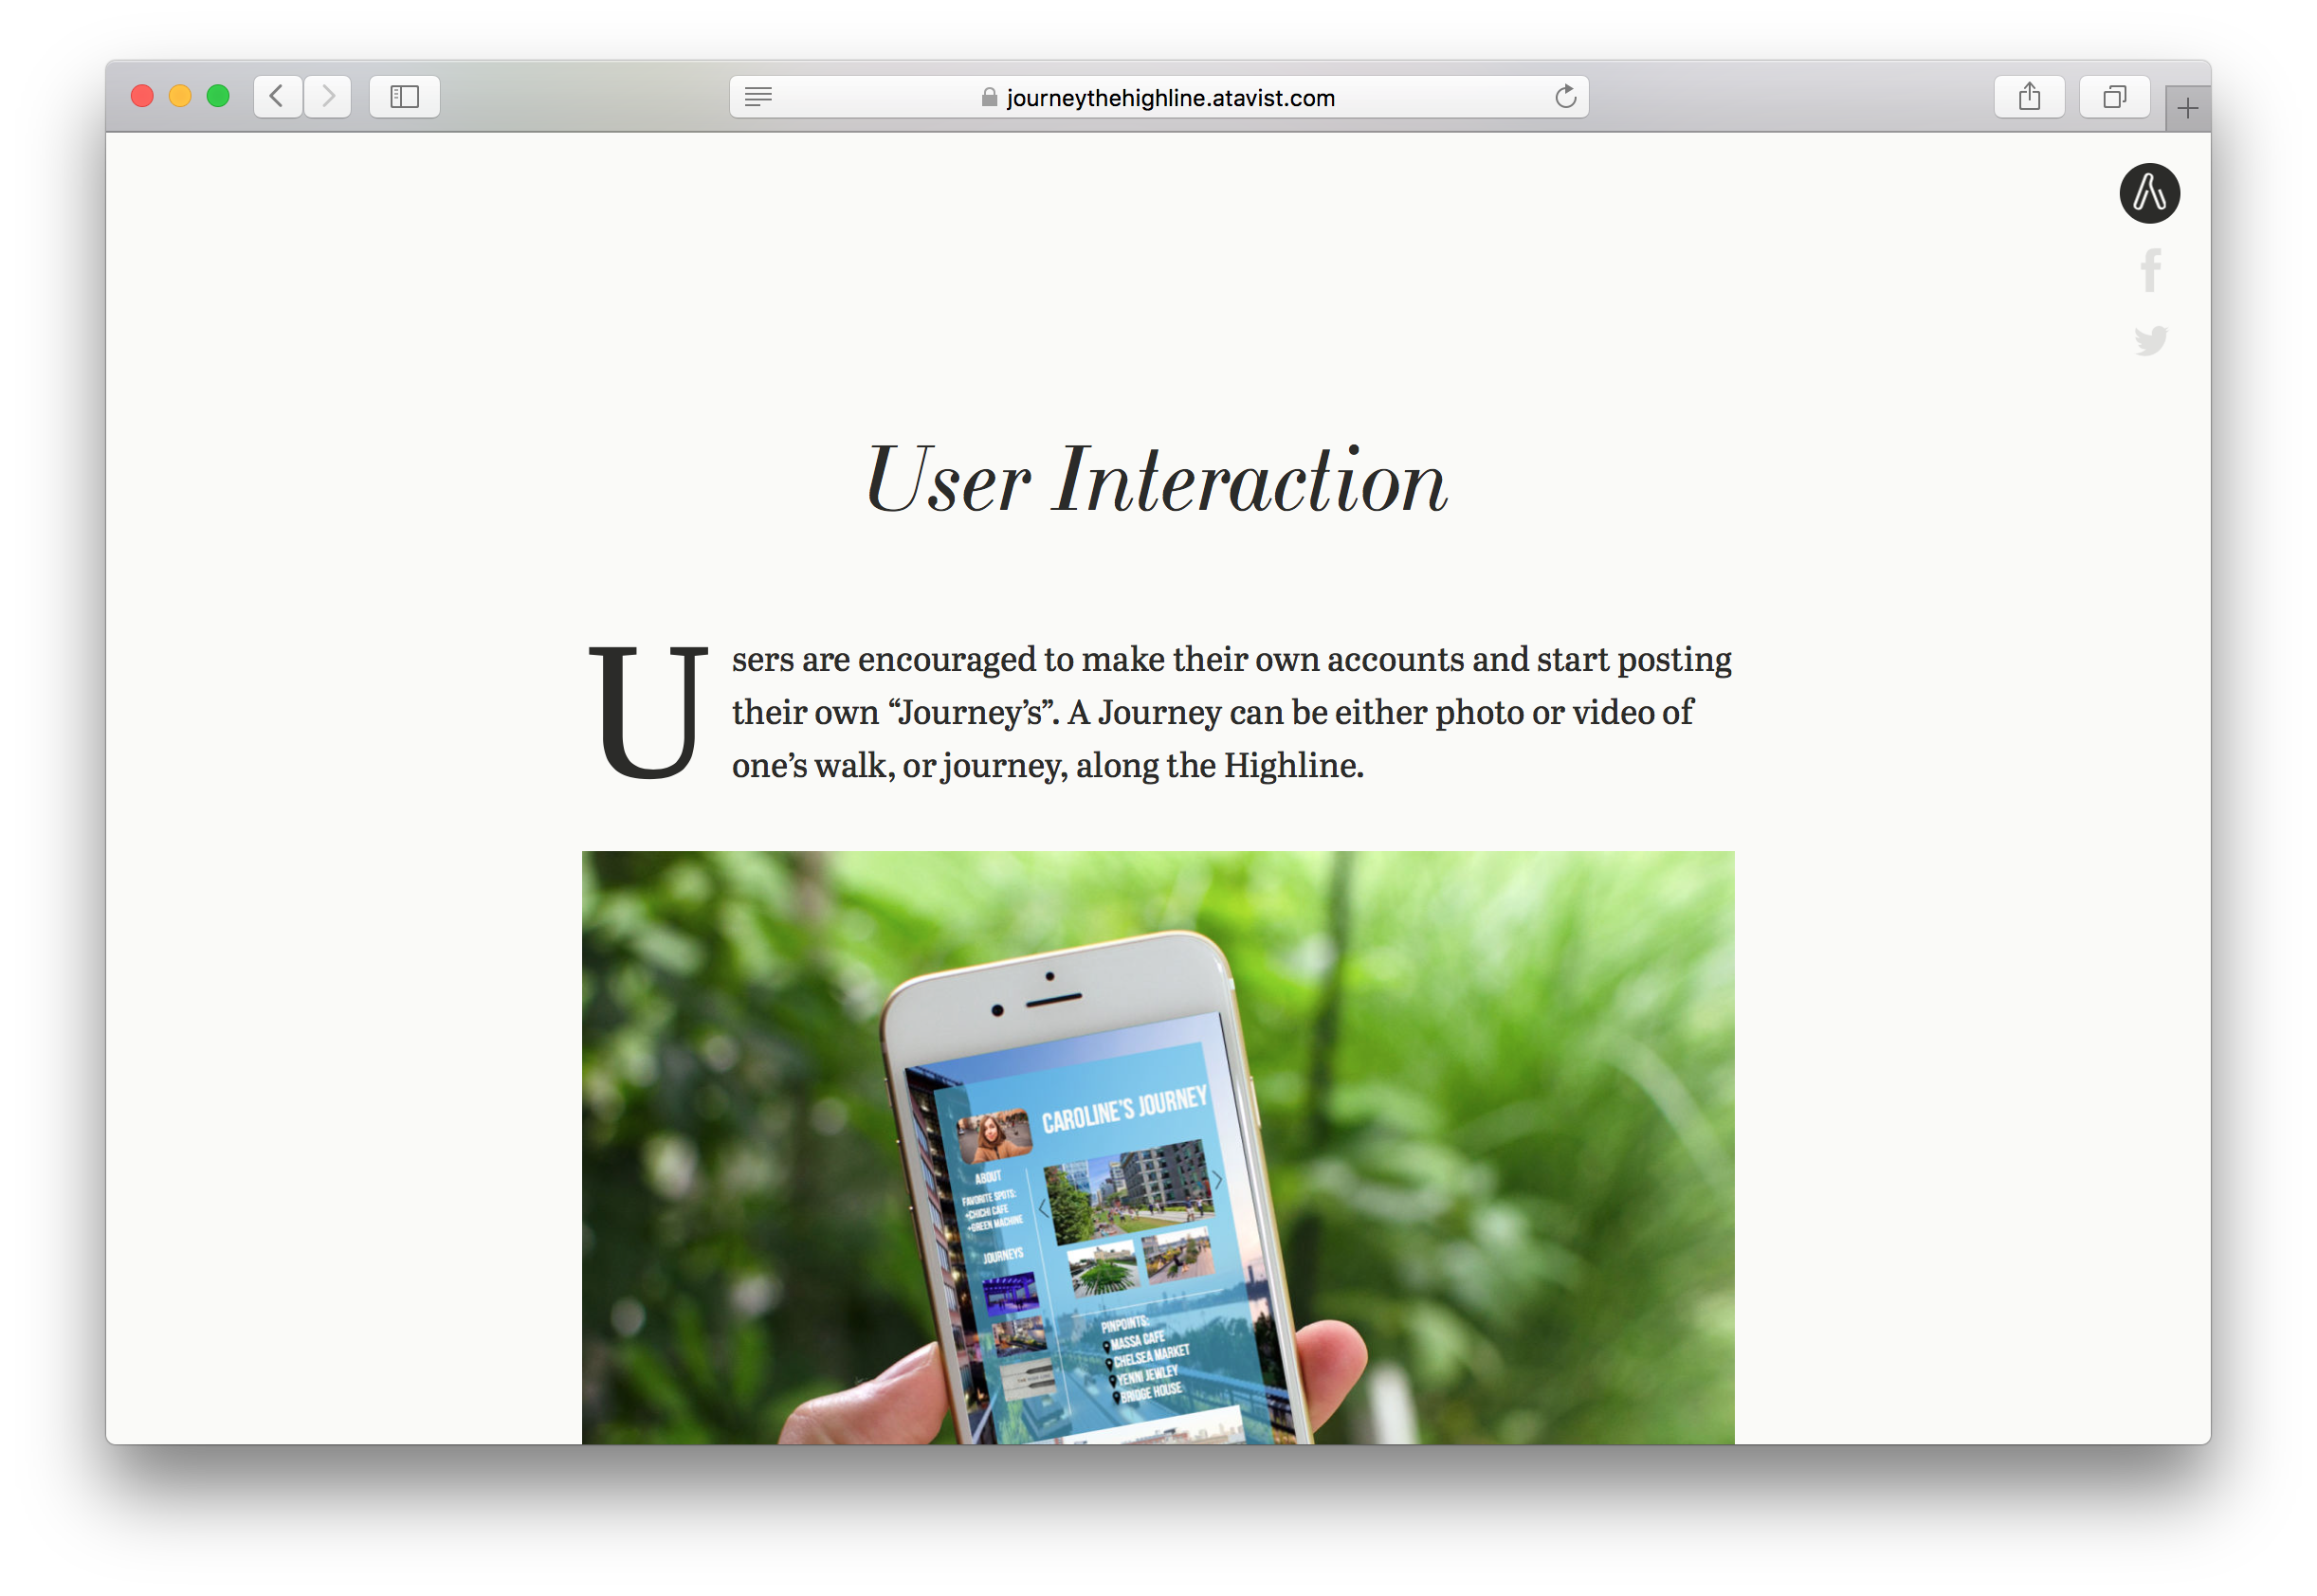 journeythehighline.atavist.com
User Interaction
Users are encouraged to make their own accounts and start posting
their own “Journey’s”. A Journey can be either photo or video of
one’s walk, or journey, along the Highline.
CAROLINE'S JOURNEY
ABOUT
FAVORITE SPOTS:
•CHICHI CAFE
•GREEN MACHINE
JOURNEYS
PINPOINTS:
MASSA CAFE
CHELSEA MARKET
YENNI JEWLEY
BRIDGE HOUSE